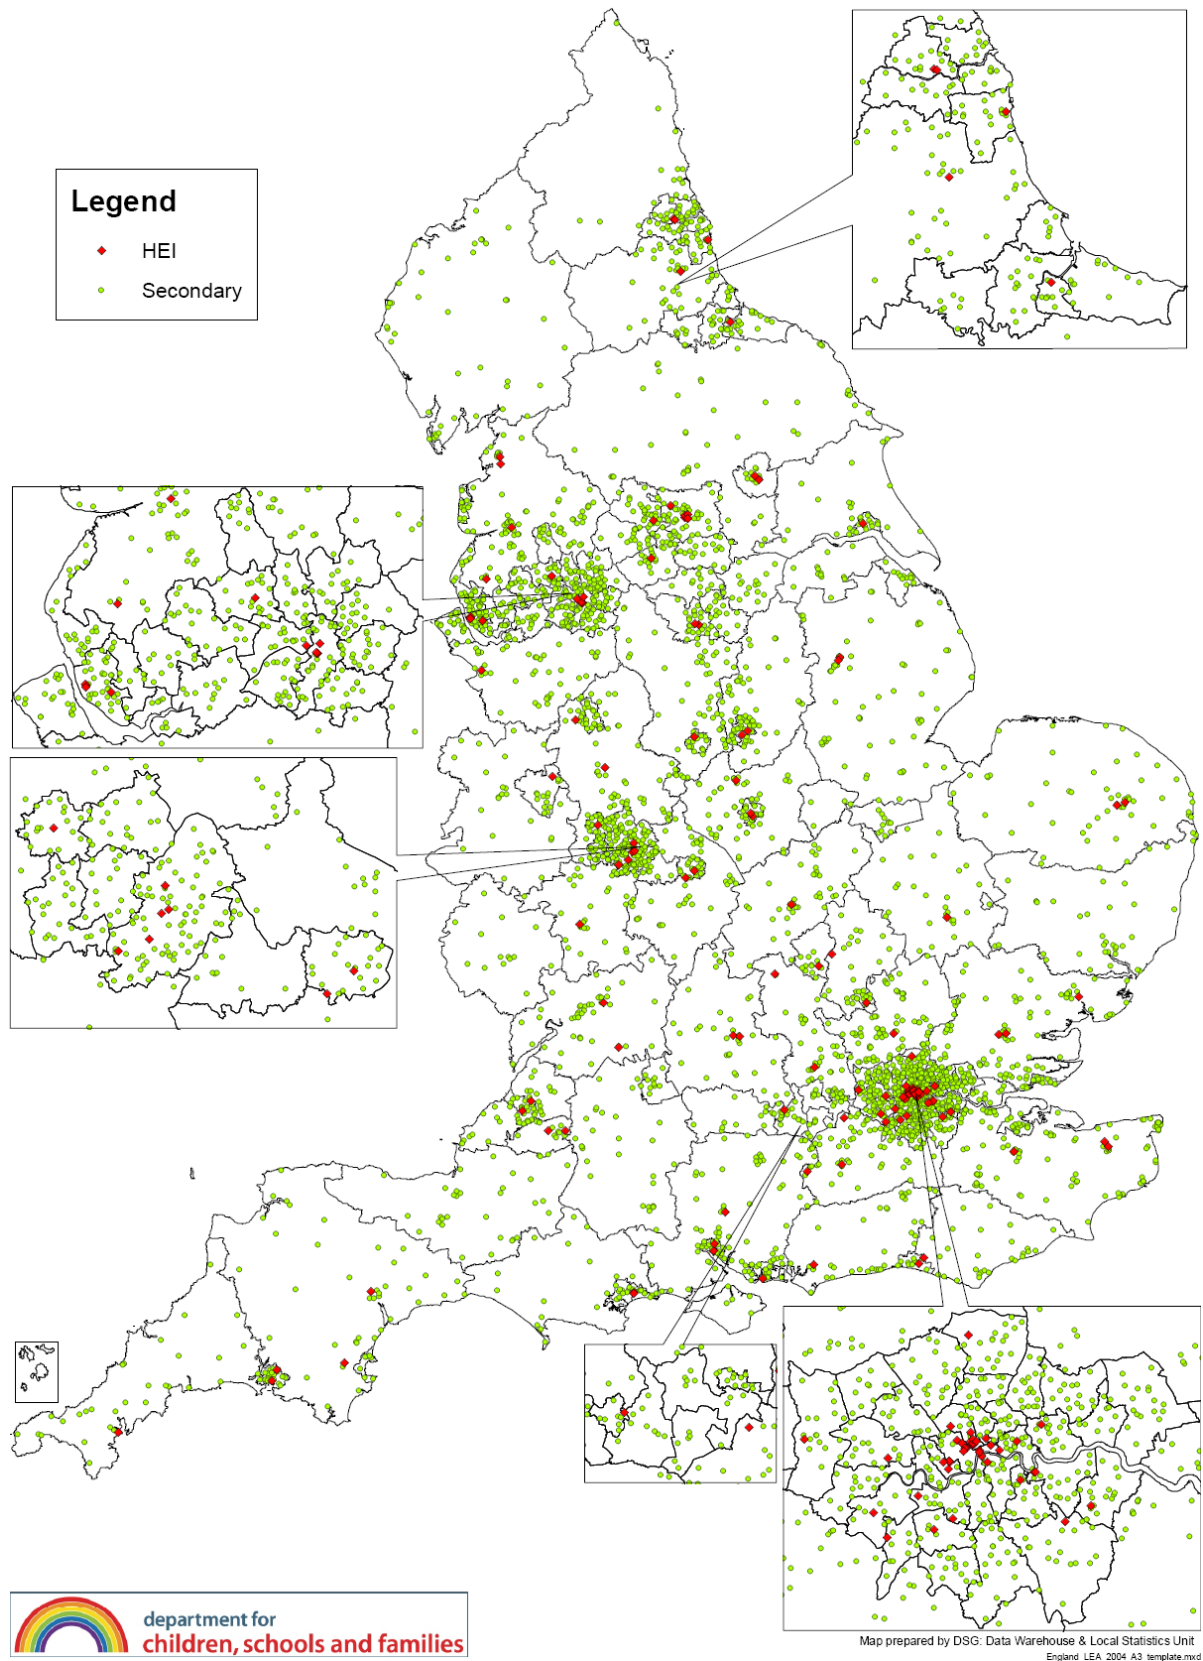 Legend
HEI
Secondary
department for
children, schools and families
Map prepared by DSG: Data Warehouse & Local Statistics Unit
England_LEA_2004_A3_template.mxd